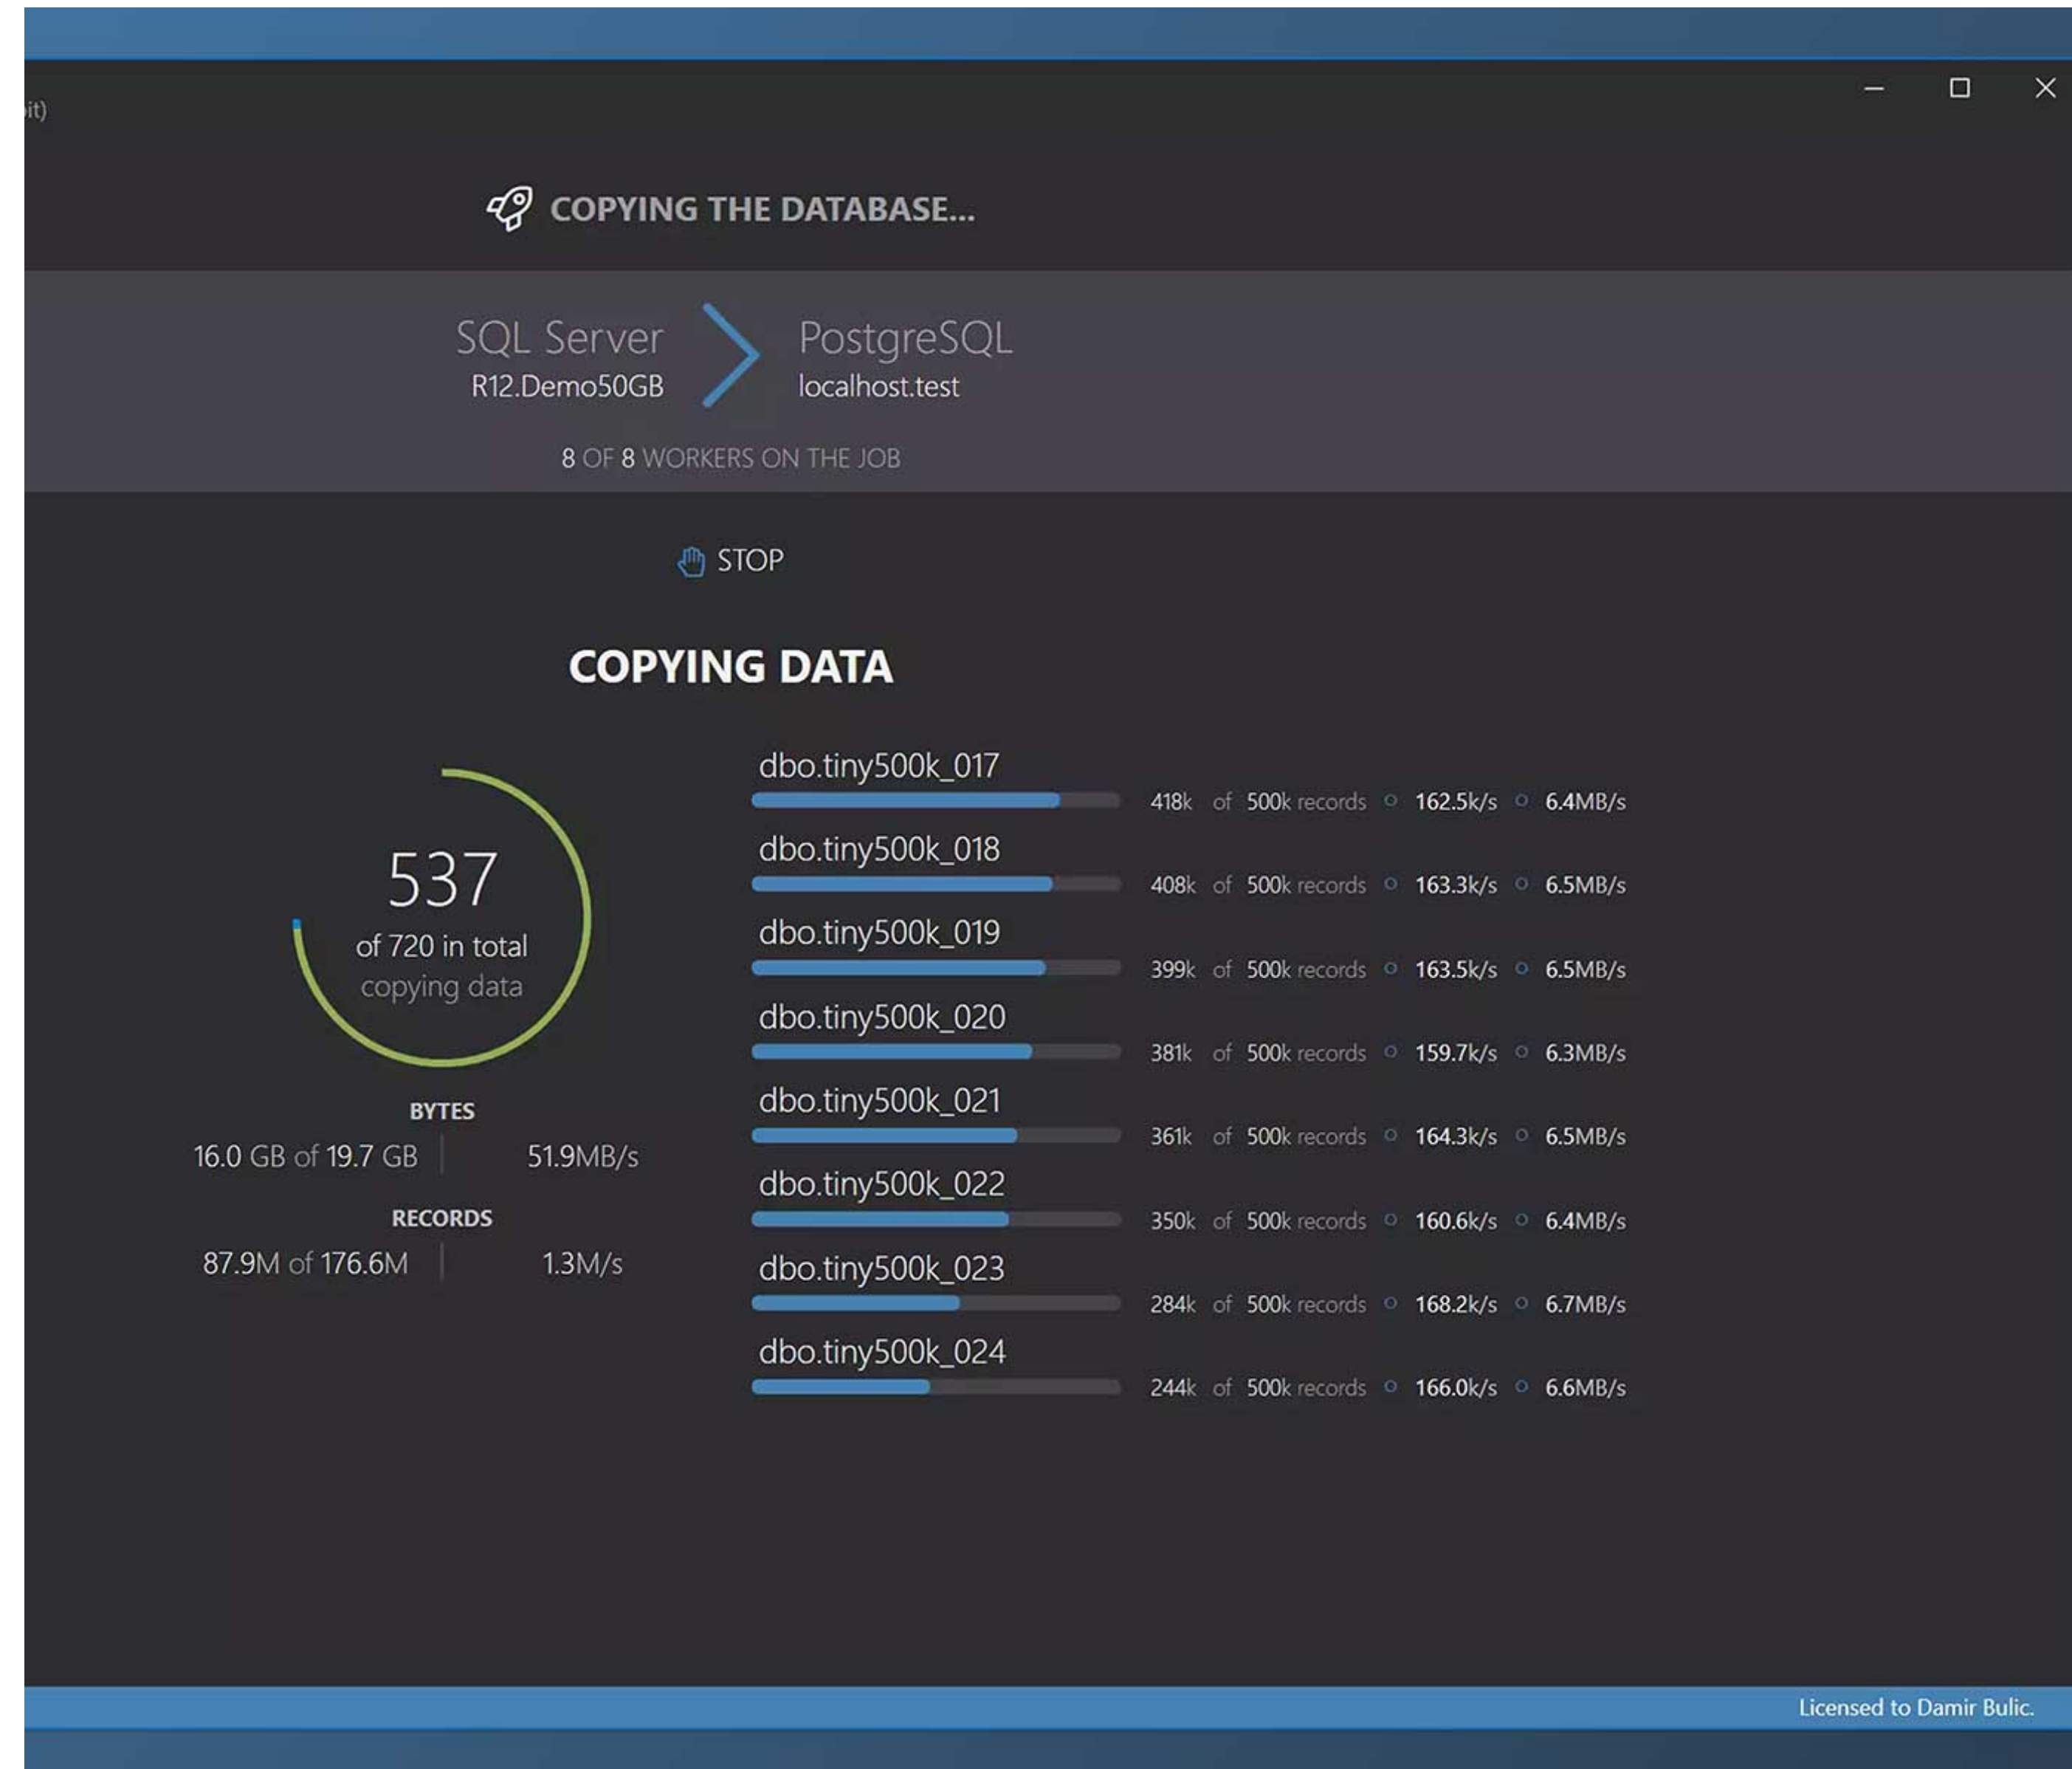 it)
COPYING THE DATABASE...
SQL Server
R12.Demo50GB
PostgreSQL
localhost.test
8 OF 8 WORKERS ON THE JOB
STOP
COPYING DATA
537
of 720 in total
copying data
BYTES
16.0 GB of 19.7 GB 51.9MB/s
RECORDS
87.9M of 176.6M 1.3M/s
dbo.tiny500k_017
418k of 500k records 162.5k/s 6.4MB/s
dbo.tiny500k_018
408k of 500k records 163.3k/s 6.5MB/s
dbo.tiny500k_019
399k of 500k records 163.5k/s 6.5MB/s
dbo.tiny500k_020
381k of 500k records 159.7k/s 6.3MB/s
dbo.tiny500k_021
361k of 500k records 164.3k/s 6.5MB/s
dbo.tiny500k_022
350k of 500k records 160.6k/s 6.4MB/s
dbo.tiny500k_023
284k of 500k records 168.2k/s 6.7MB/s
dbo.tiny500k_024
244k of 500k records 166.0k/s 6.6MB/s
Licensed to Damir Bulic.